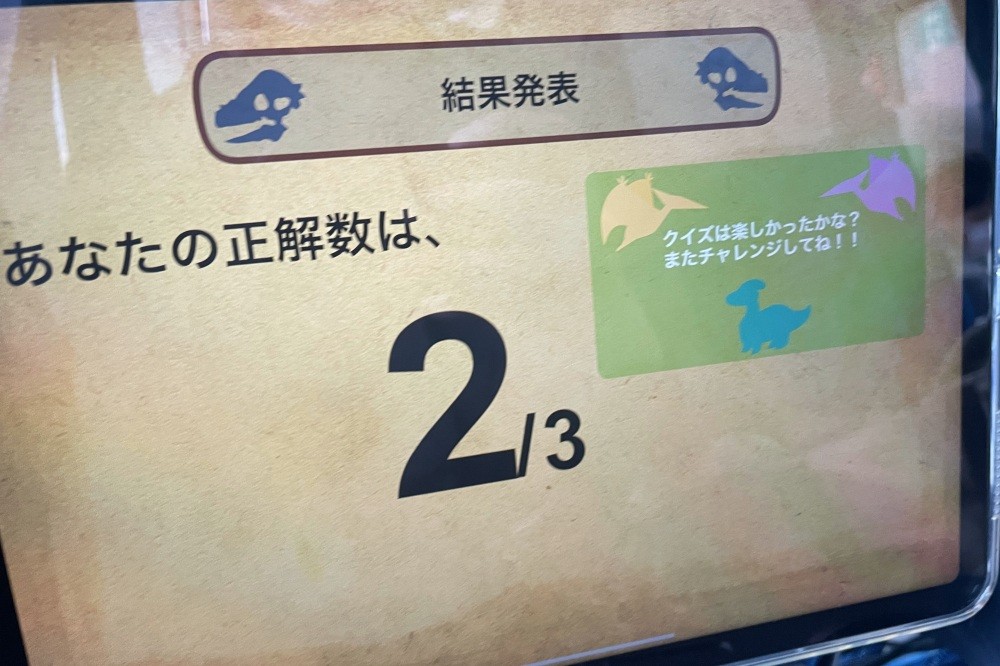 結果発表
あなたの正解数は、
2/3
クイズは楽しかったかな?
またチャレンジしてね!!